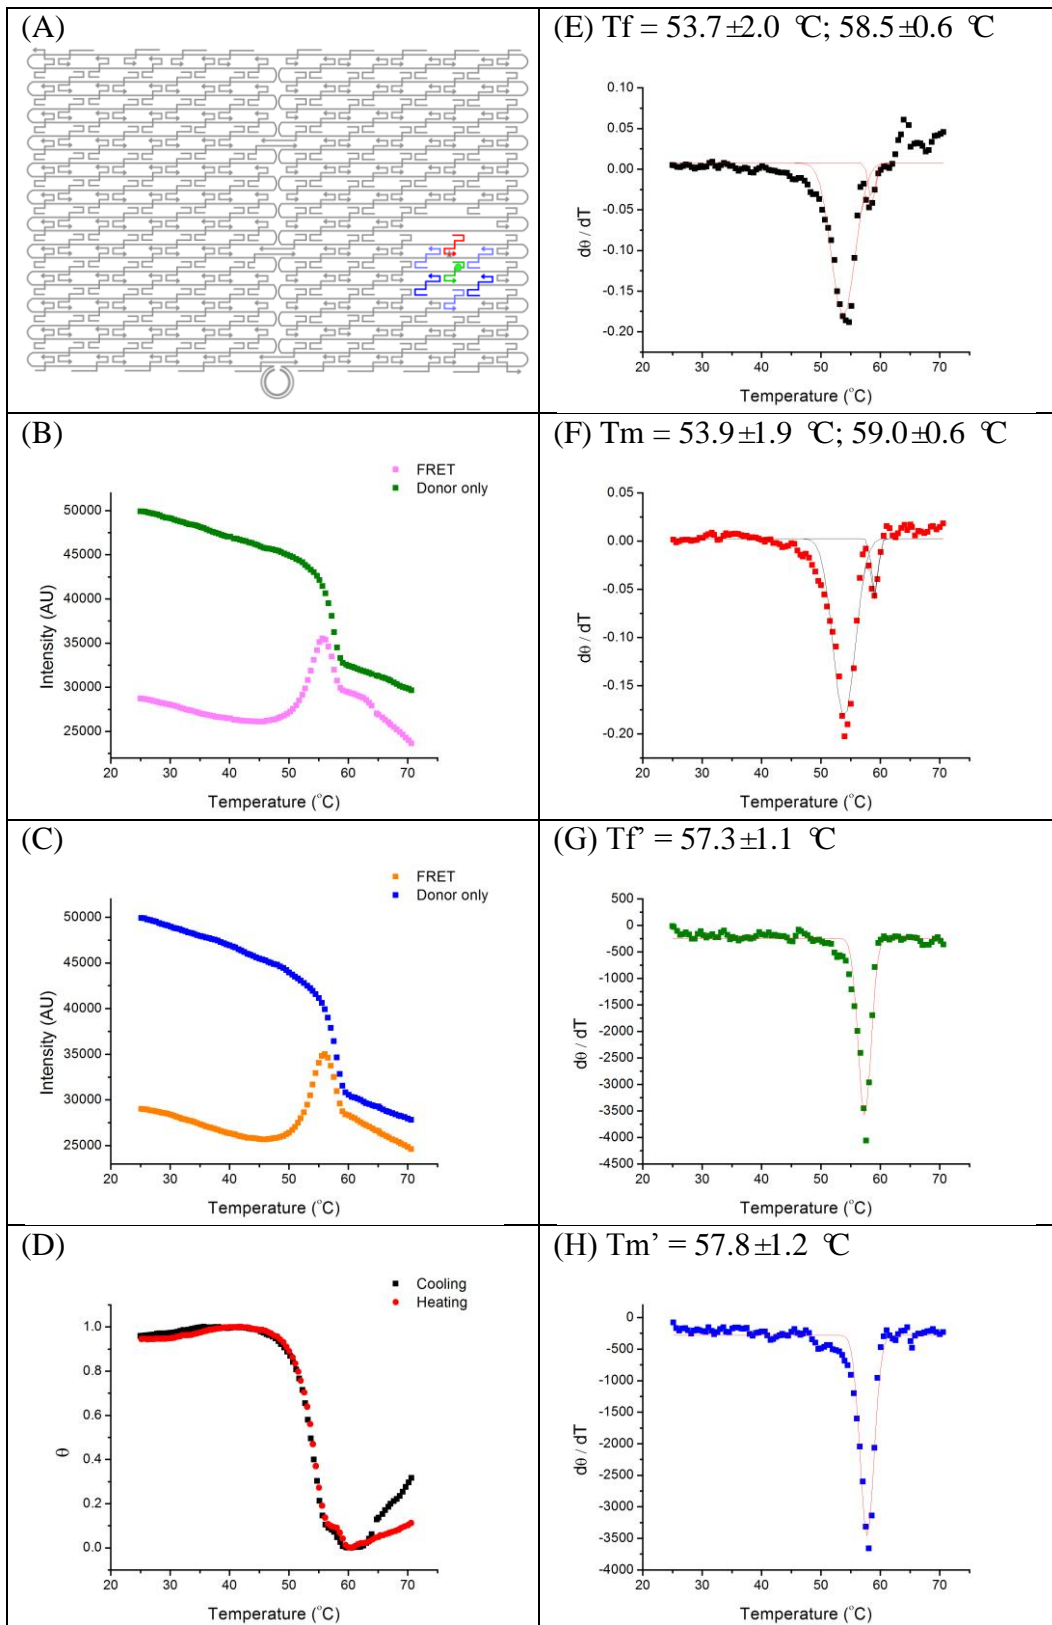 (A)
(E) Tf = 53.7±2.0 ℃; 58.5±0.6 ℃
0.10
0.05
0.00
-0.05
-0.10
-0.15
-0.20
dθ / dT
20 30 40 50 60 70
Temperature (°C)
(B)
FRET
Donor only
50000
45000
40000
35000
30000
25000
Intensity (AU)
20 30 40 50 60 70
Temperature (°C)
(F) Tm = 53.9±1.9 ℃; 59.0±0.6 ℃
0.05
0.00
-0.05
-0.10
-0.15
-0.20
dθ / dT
20 30 40 50 60 70
Temperature (°C)
(C)
FRET
Donor only
50000
45000
40000
35000
30000
25000
Intensity (AU)
20 30 40 50 60 70
Temperature (°C)
(G) Tf’ = 57.3±1.1 ℃
500
0
-500
-1000
-1500
-2000
-2500
-3000
-3500
-4000
-4500
dθ / dT
20 30 40 50 60 70
Temperature (°C)
(D)
Cooling
Heating
1.0
0.8
0.6
0.4
0.2
0.0
θ
20 30 40 50 60 70
Temperature (°C)
(H) Tm’ = 57.8±1.2 ℃
0
-500
-1000
-1500
-2000
-2500
-3000
-3500
-4000
dθ / dT
20 30 40 50 60 70
Temperature (°C)